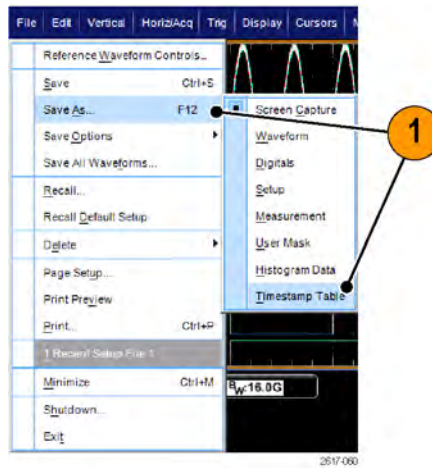 File Edit Vertical Horiz/Acq Trig Display Cursors
Reference Waveform Controls...
Save Ctrl+S
Save As... F12
Screen Capture
Save Options
Waveform
Save All Waveforms...
Digitals
Recall...
Setup
Recall Default Setup
Measurement
Delete
User Mask
Page Setup...
Histogram Data
Print Preview
Timestamp Table
Print... Ctrl+P
1 Recent Setup File 1
Minimize Ctrl+M
BW:16.0G
Shutdown...
Exit
1
2617-060